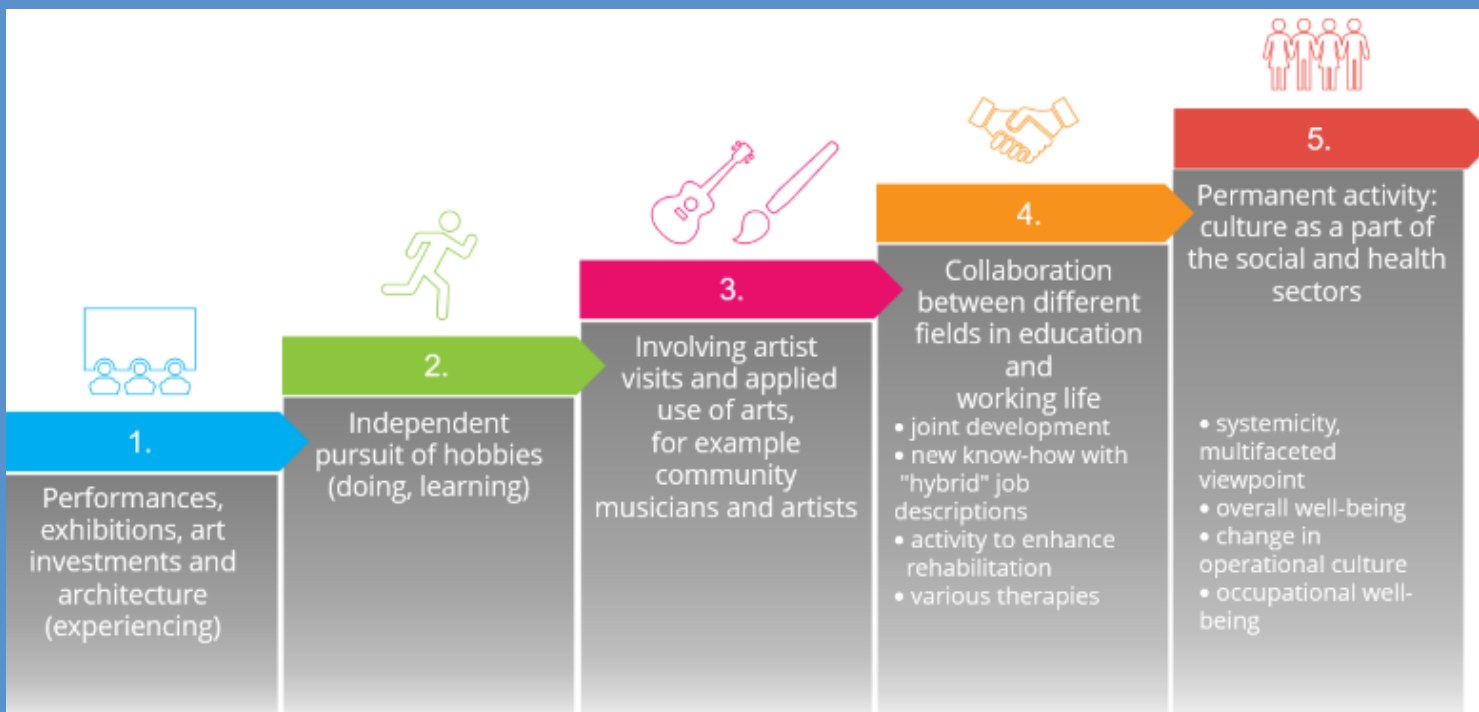 1.
Performances,
exhibitions, art
investments and
architecture
(experiencing)
2.
Independent
pursuit of hobbies
(doing, learning)
3.
Involving artist
visits and applied
use of arts,
for example
community
musicians and artists
4.
Collaboration
between different
fields in education
and
working life
• joint development
• new know-how with
"hybrid" job
descriptions
• activity to enhance
rehabilitation
• various therapies
5.
Permanent activity:
culture as a part of
the social and health
sectors
• systemicity,
multifaceted
viewpoint
• overall well-being
• change in
operational culture
• occupational well-
being